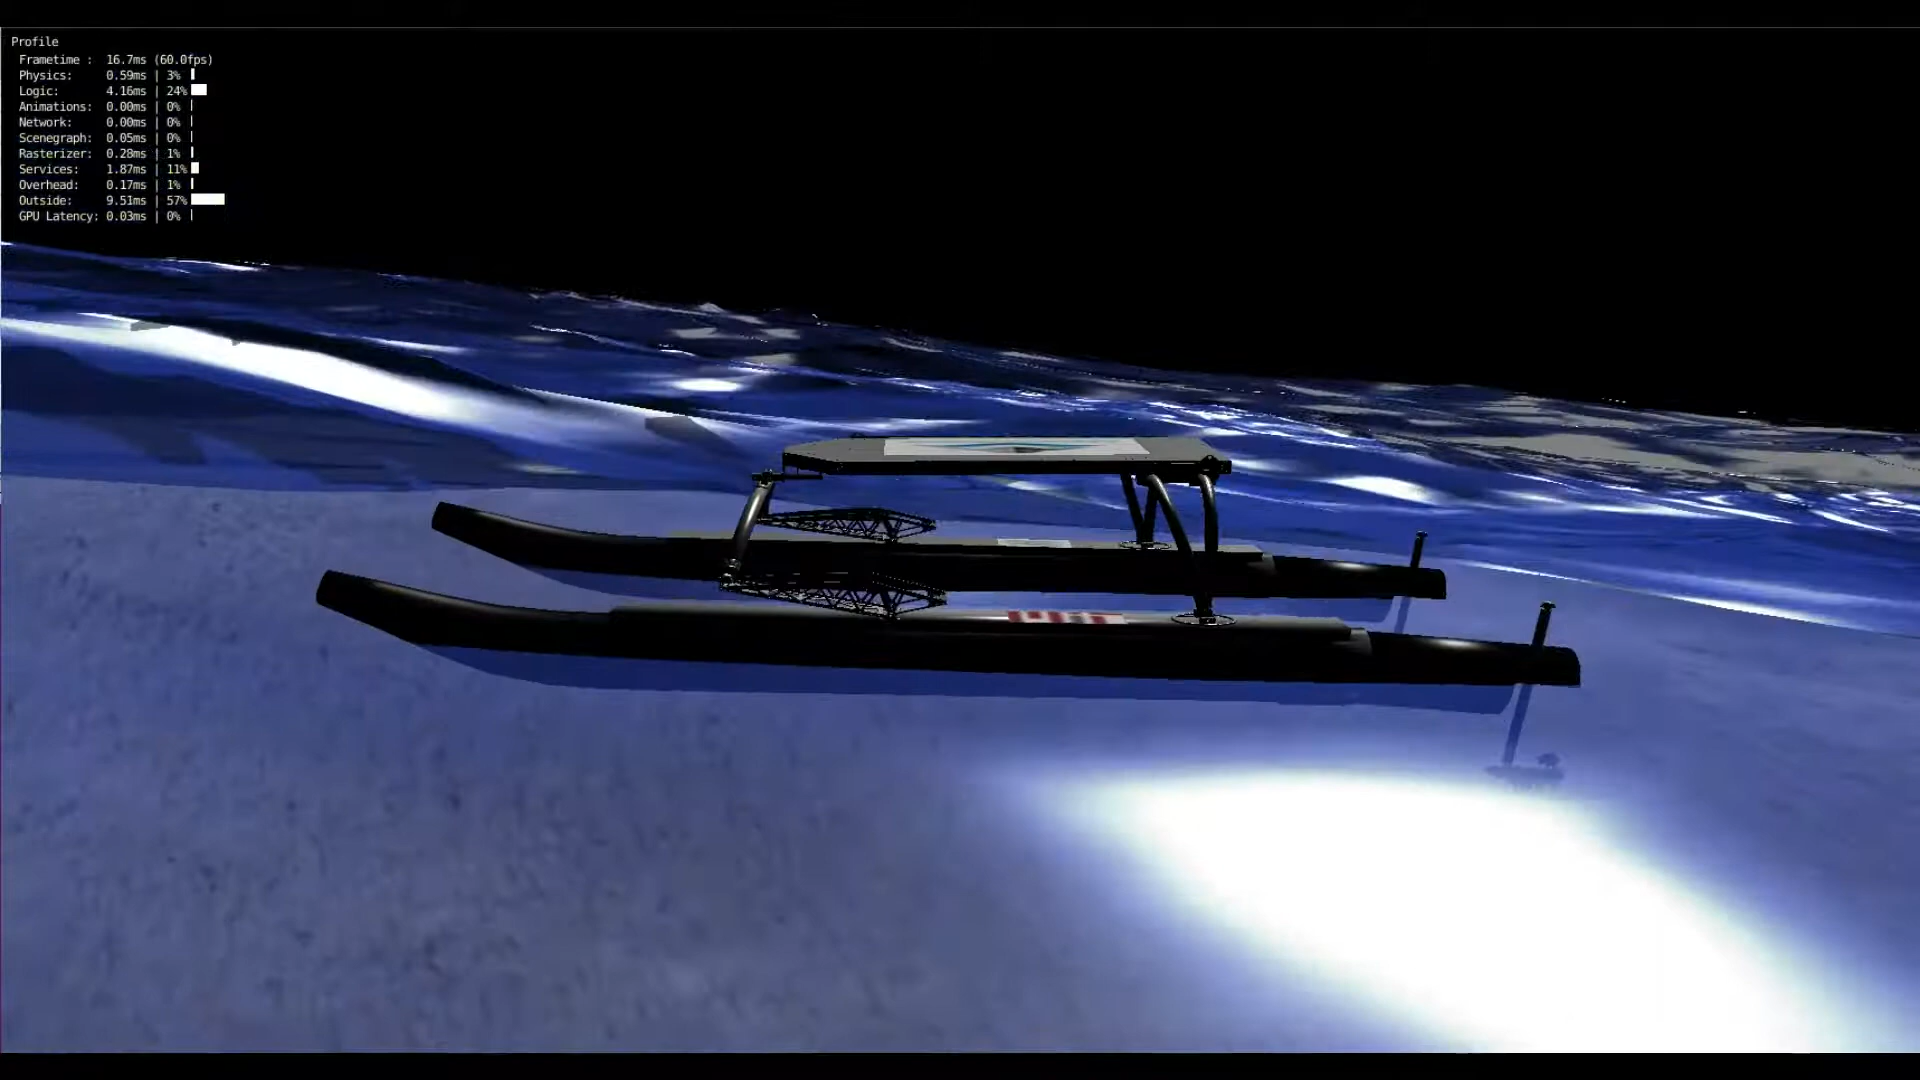 Profile
Frametime : 16.7ms (60.0fps)
Physics: 0.59ms | 3%
Logic: 4.16ms | 24%
Animations: 0.00ms | 0%
Network: 0.00ms | 0%
Scenegraph: 0.05ms | 0%
Rasterizer: 0.28ms | 1%
Services: 1.87ms | 11%
Overhead: 0.17ms | 1%
Outside: 9.51ms | 57%
GPU Latency: 0.03ms | 0%